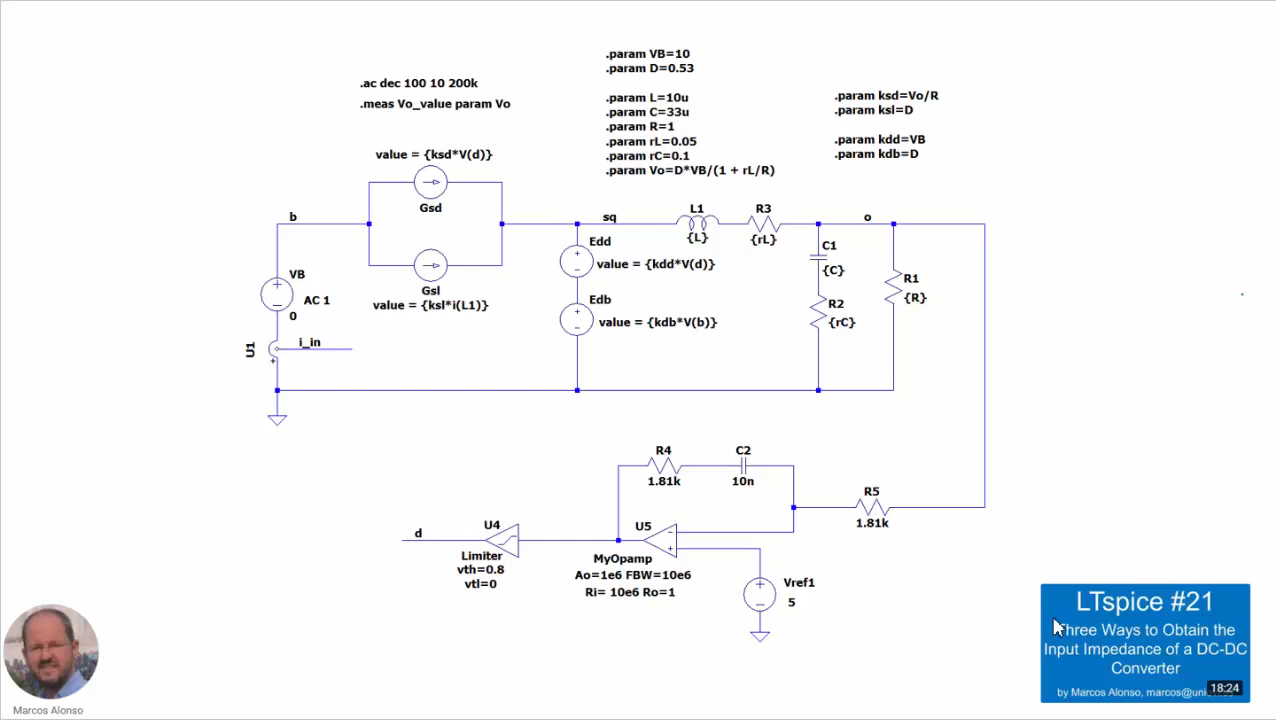 .param VB=10
.param D=0.53
.ac dec 100 10 200k
.meas Vo_value param Vo
.param L=10u
.param C=33u
.param R=1
.param rL=0.05
.param rC=0.1
.param Vo=D*VB/(1 + rL/R)
.param ksd=Vo/R
.param ksl=D
.param kdd=VB
.param kdb=D
value = {ksd*V(d)}
Gsd
b
Gsl
value = {ksl*i(L1)}
VB
AC 1
0
U1
i_in
+
sq
Edd
value = {kdd*V(d)}
Edb
value = {kdb*V(b)}
L1
{L}
R3
{rL}
o
C1
{C}
R2
{rC}
R1
{R}
R4
1.81k
C2
10n
R5
1.81k
d
U4
Limiter
vth=0.8
vtl=0
U5
MyOpamp
Ao=1e6 FBW=10e6
Ri= 10e6 Ro=1
Vref1
5
LTspice #21
Three Ways to Obtain the
Input Impedance of a DC-DC
Converter
by Marcos Alonso, marcos@uni
18:24
Marcos Alonso